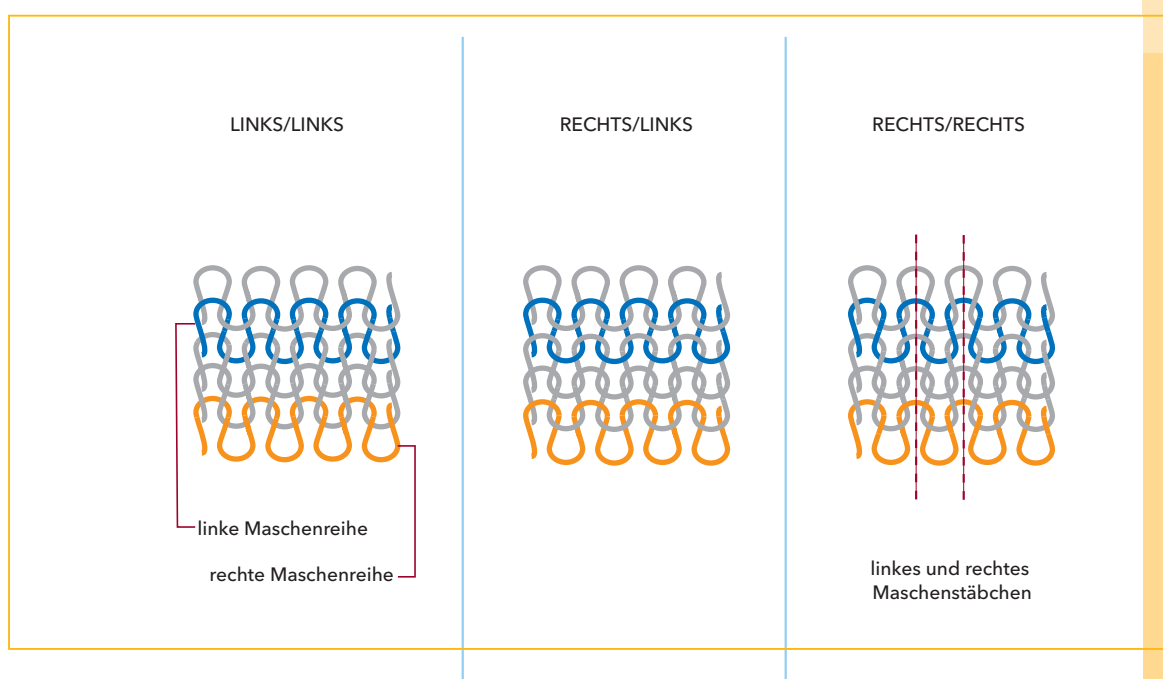 LINKS/LINKS
RECHTS/LINKS
RECHTS/RECHTS
linke Maschenreihe
rechte Maschenreihe
linkes und rechtes
Maschenstäbchen